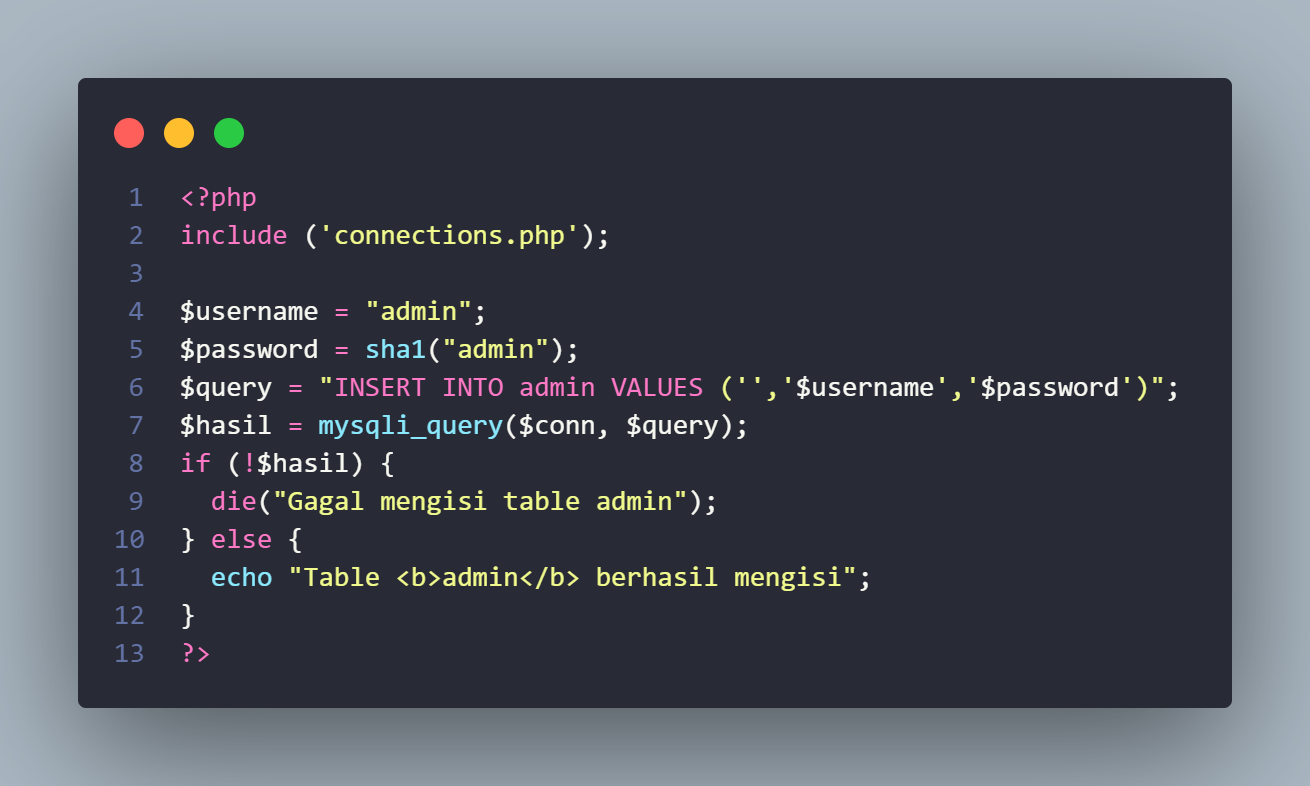 1 <?php
2 include ('connections.php');
3
4 $username = "admin";
5 $password = sha1("admin");
6 $query = "INSERT INTO admin VALUES ('','$username','$password')";
7 $hasil = mysqli_query($conn, $query);
8 if (!$hasil) {
9   die("Gagal mengisi table admin");
10 } else {
11   echo "Table <b>admin</b> berhasil mengisi";
12 }
13 ?>